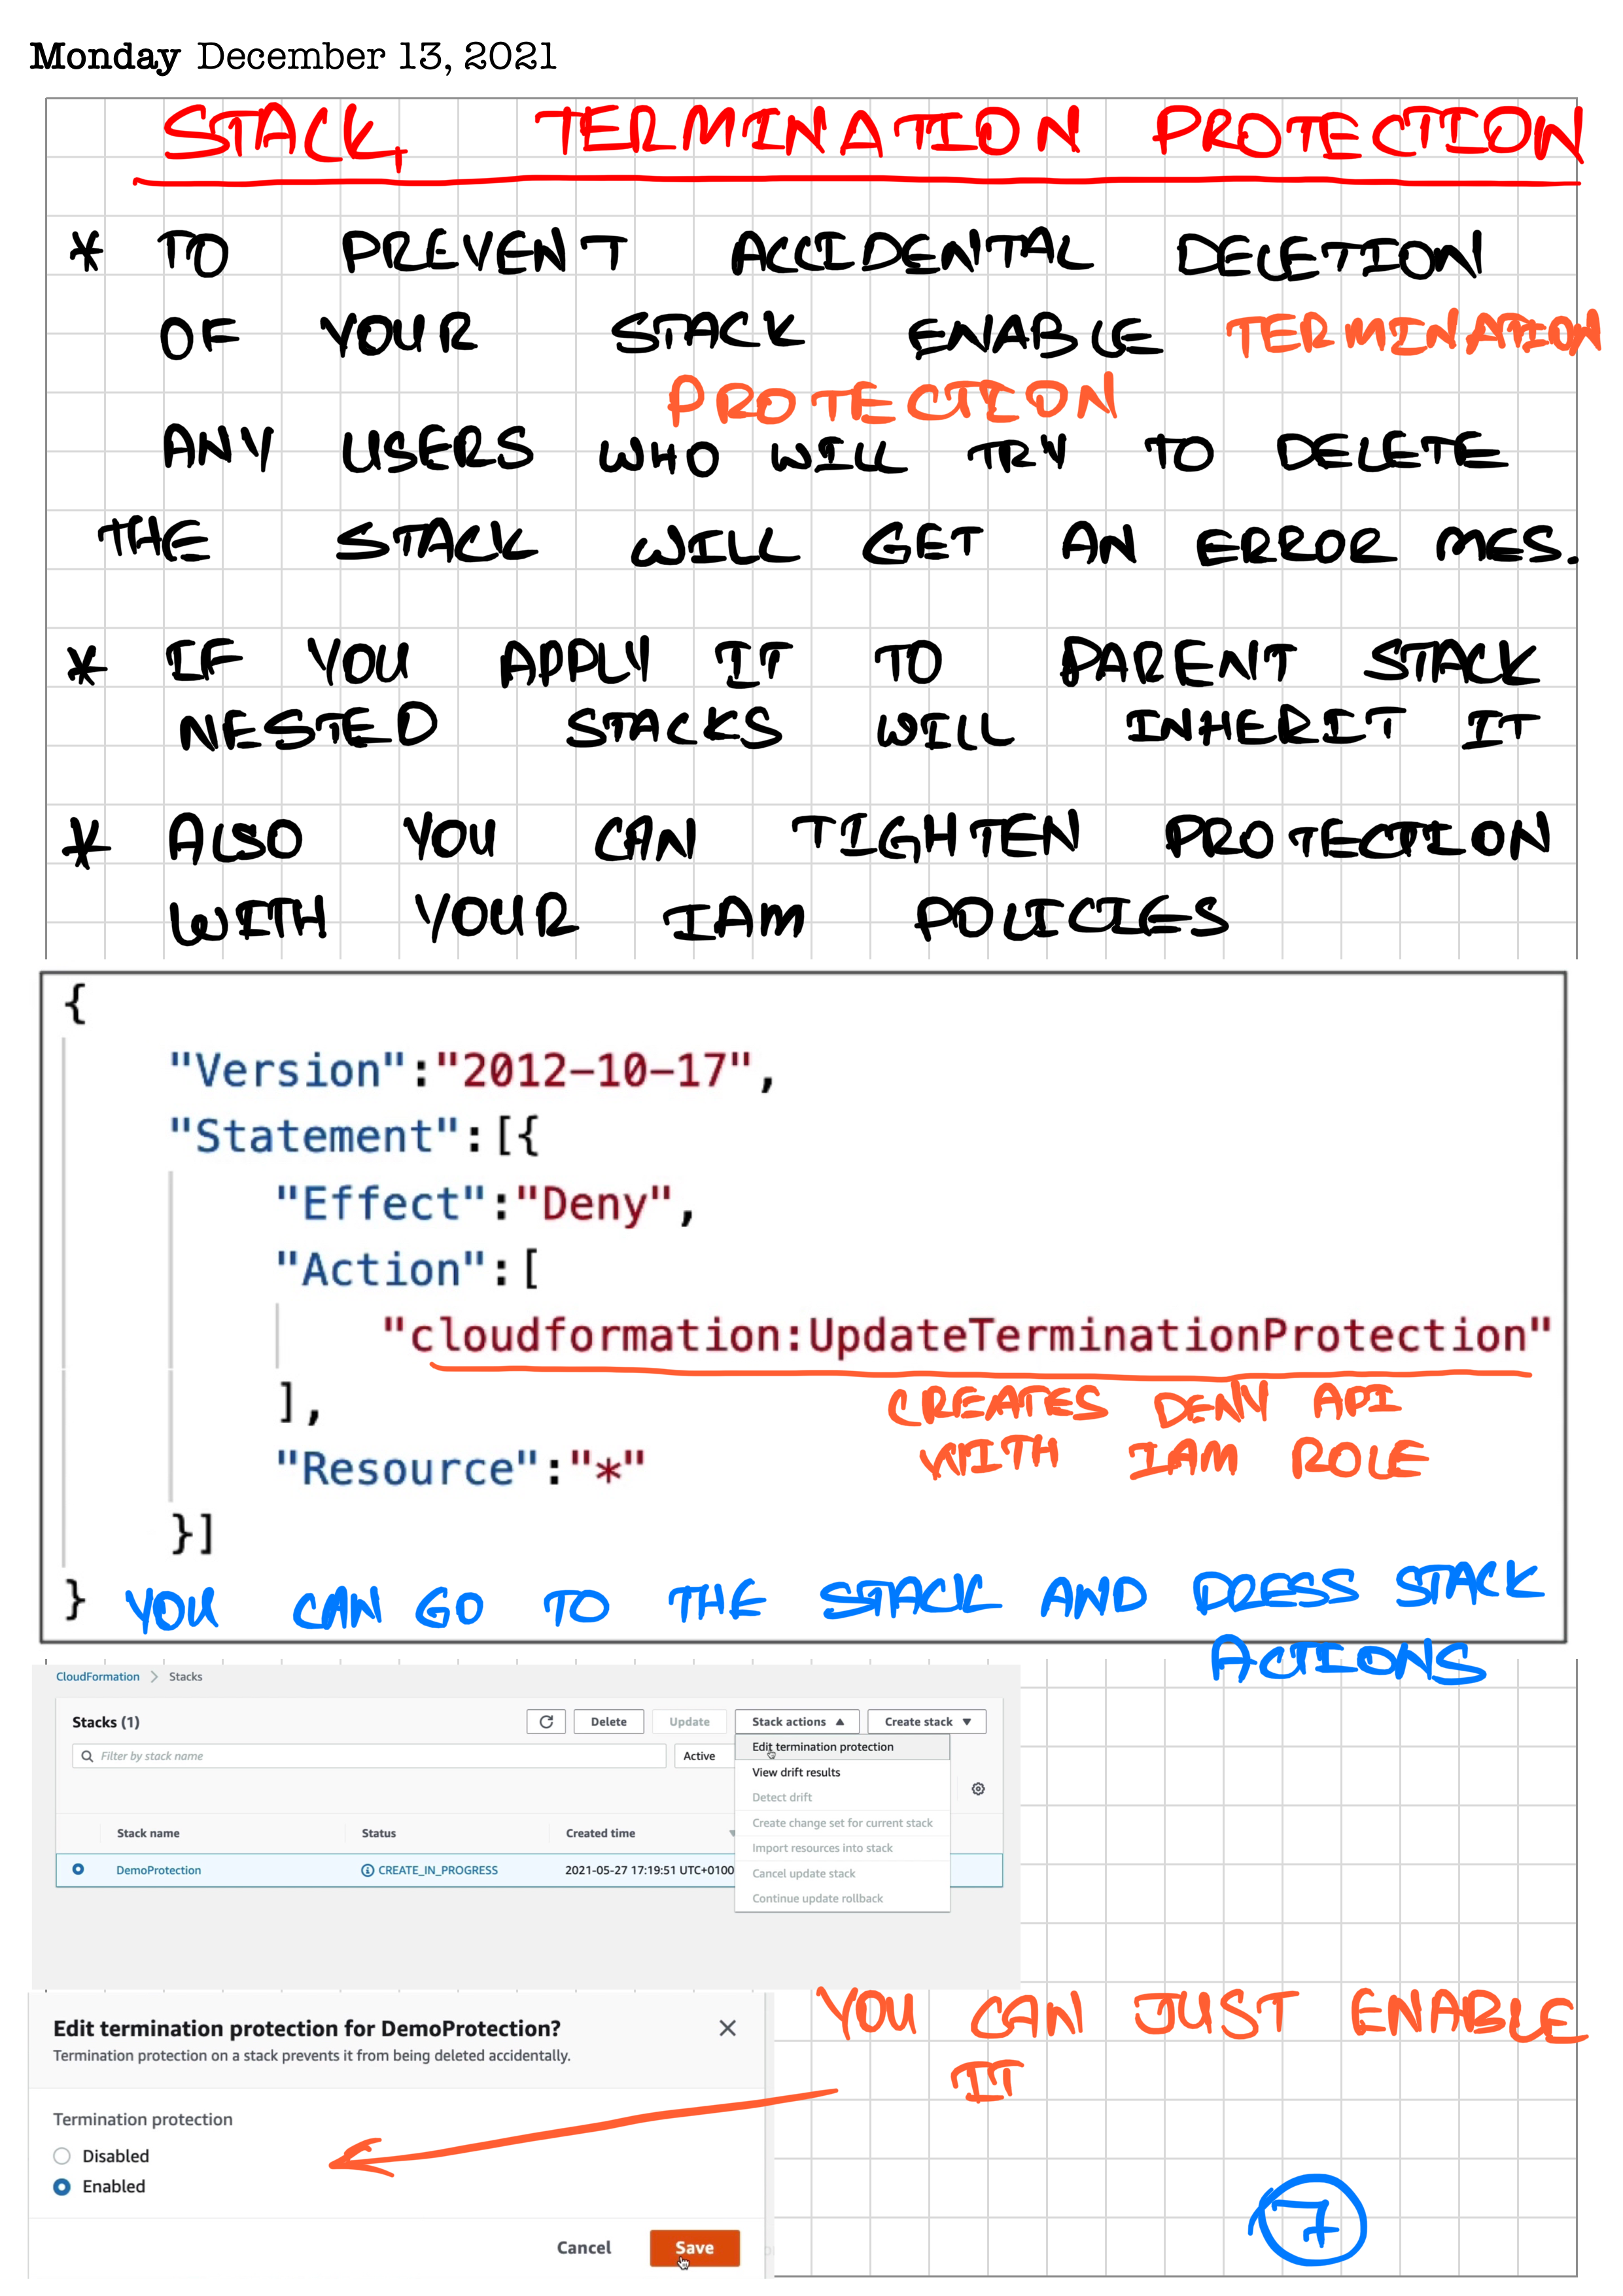 Monday December 13, 2021
STACK TERMINATION PROTECTION
* TO PREVENT ACCIDENTAL DELETION
OF YOUR STACK ENABLE TERMINATION
PROTECTION
ANY USERS WHO WILL TRY TO DELETE
THE STACK WILL GET AN ERROR MES.
* IF YOU APPLY IT TO PARENT STACK
NESTED STACKS WILL INHERIT IT
* ALSO YOU CAN TIGHTEN PROTECTION
WITH YOUR IAM POLICIES
{
"Version":"2012-10-17",
"Statement":[{
"Effect":"Deny",
"Action":[
"cloudformation:UpdateTerminationProtection"
],
CREATES DENY API
WITH IAM ROLE
"Resource":"*"
}]
}
YOU CAN GO TO THE STACK AND PRESS STACK
ACTIONS
CloudFormation > Stacks
Stacks (1)
Delete
Update
Stack actions
Create stack
Filter by stack name
Active
Edit termination protection
View drift results
Detect drift
Create change set for current stack
Import resources into stack
Cancel update stack
Continue update rollback
Stack name Status Created time
DemoProtection CREATE_IN_PROGRESS 2021-05-27 17:19:51 UTC+0100
YOU CAN JUST ENABLE
IT
Edit termination protection for DemoProtection?
Termination protection on a stack prevents it from being deleted accidentally.
Termination protection
Disabled
Enabled
Cancel Save
7